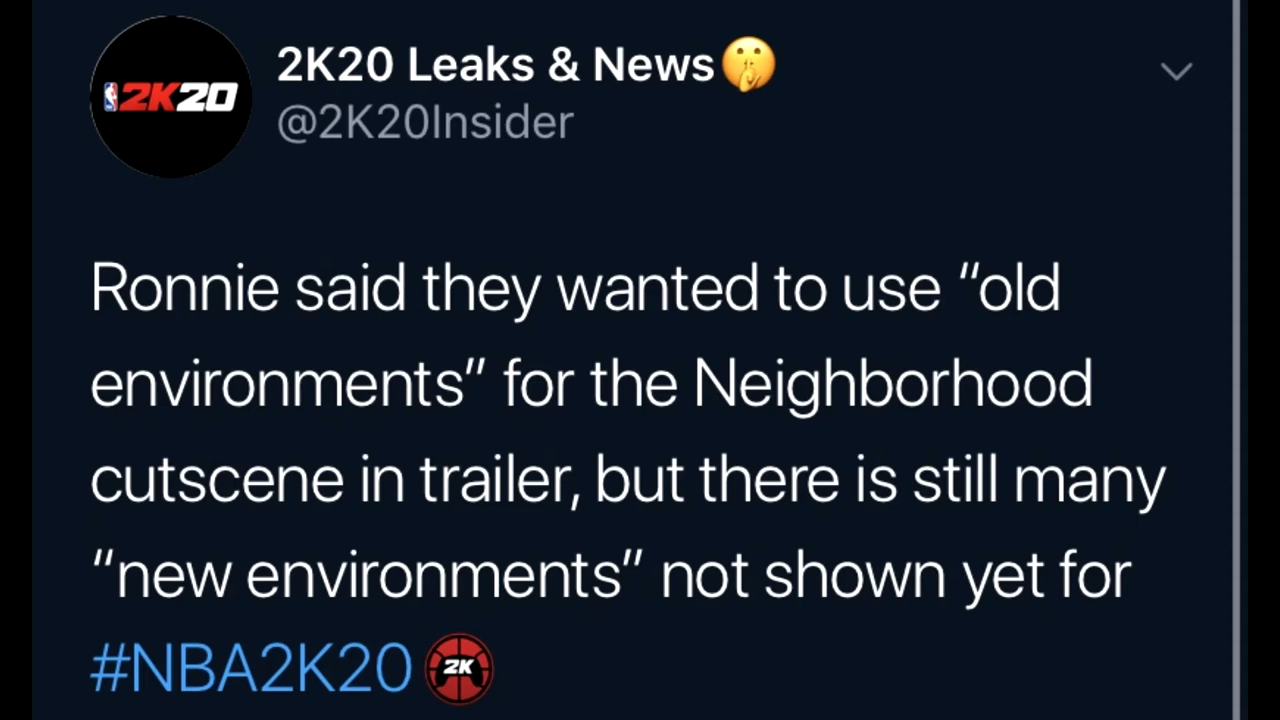 2K20
2K20 Leaks & News🤫
@2K20Insider
Ronnie said they wanted to use “old
environments” for the Neighborhood
cutscene in trailer, but there is still many
“new environments” not shown yet for
#NBA2K20
2K